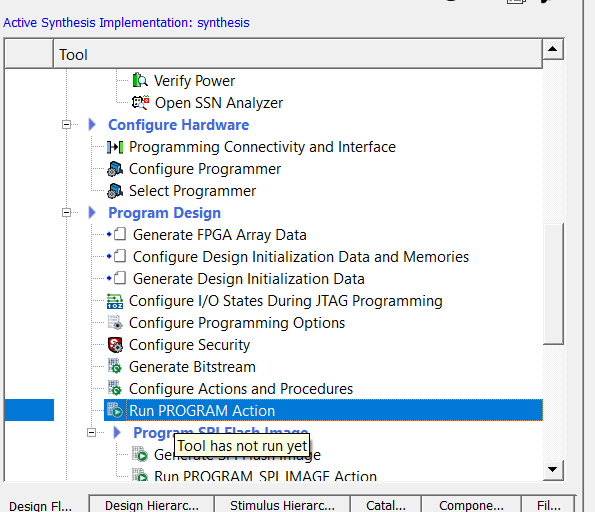 Active Synthesis Implementation: synthesis
Tool
Verify Power
Open SSN Analyzer
Configure Hardware
Programming Connectivity and Interface
Configure Programmer
Select Programmer
Program Design
Generate FPGA Array Data
Configure Design Initialization Data and Memories
Generate Design Initialization Data
Configure I/O States During JTAG Programming
Configure Programming Options
Configure Security
Generate Bitstream
Configure Actions and Procedures
Run PROGRAM Action
Program SPI Flash Image
Tool has not run yet
Generate SPI Flash Image
Run PROGRAM_SPI_IMAGE Action
Design Fl... Design Hierarc... Stimulus Hierarc... Catal... Compone... Fil...